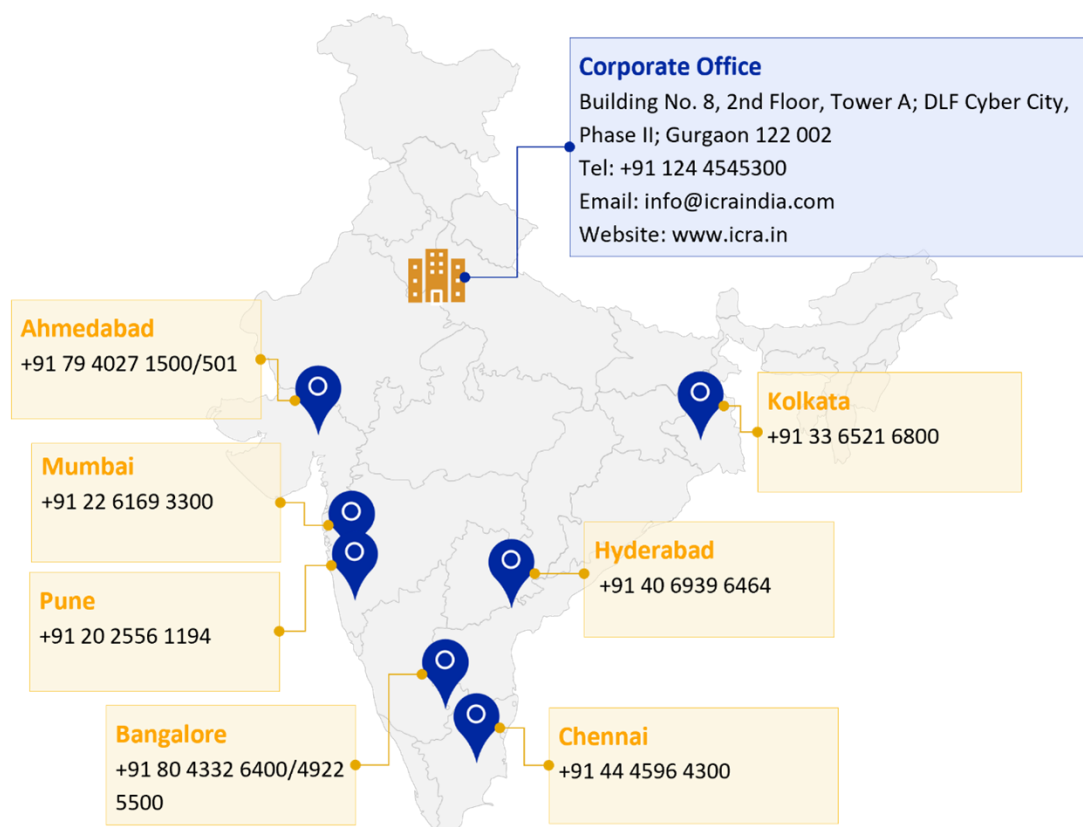 Corporate Office
Building No. 8, 2nd Floor, Tower A; DLF Cyber City,
Phase II; Gurgaon 122 002
Tel: +91 124 4545300
Email: info@icraindia.com
Website: www.icra.in
Ahmedabad
+91 79 4027 1500/501
Kolkata
+91 33 6521 6800
Mumbai
+91 22 6169 3300
Hyderabad
+91 40 6939 6464
Pune
+91 20 2556 1194
Bangalore
+91 80 4332 6400/4922
5500
Chennai
+91 44 4596 4300